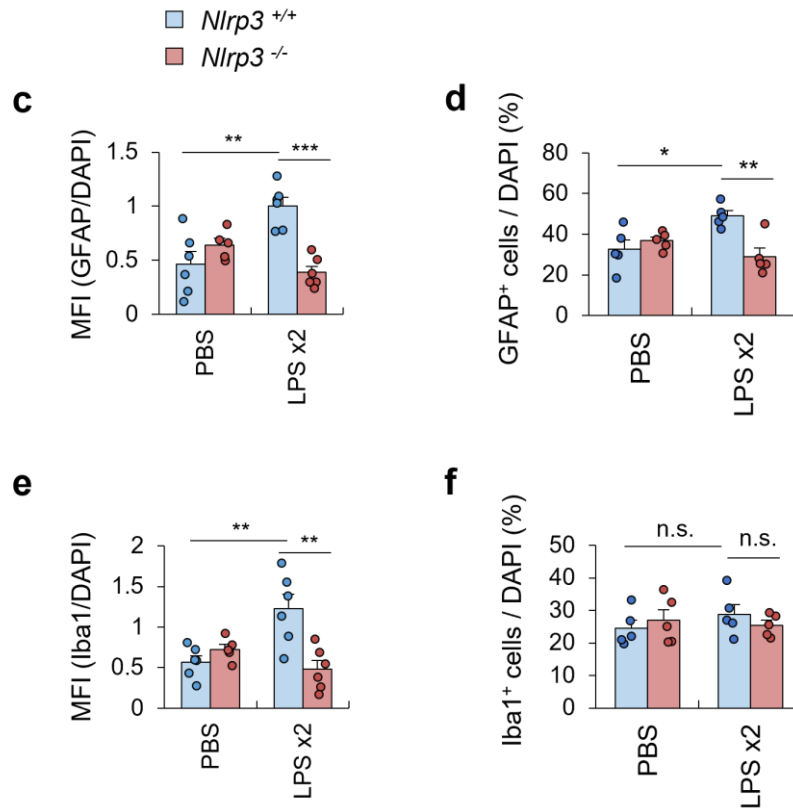 Nlrp3 +/+
Nlrp3 -/-
c
MFI (GFAP/DAPI)
1.5
1
0.5
0
**
***
PBS
LPS x2
d
GFAP+ cells / DAPI (%)
80
60
40
20
0
*
**
PBS
LPS x2
e
MFI (Iba1/DAPI)
2
1.5
1
0.5
0
**
**
PBS
LPS x2
f
Iba1+ cells / DAPI (%)
50
40
30
20
10
0
n.s.
n.s.
PBS
LPS x2